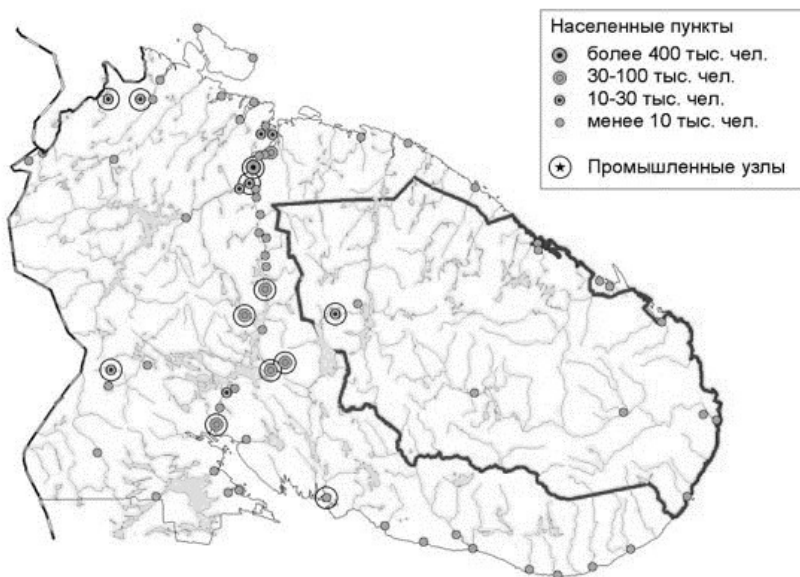 Населенные пункты
более 400 тыс. чел.
30-100 тыс. чел.
10-30 тыс. чел.
менее 10 тыс. чел.
Промышленные узлы